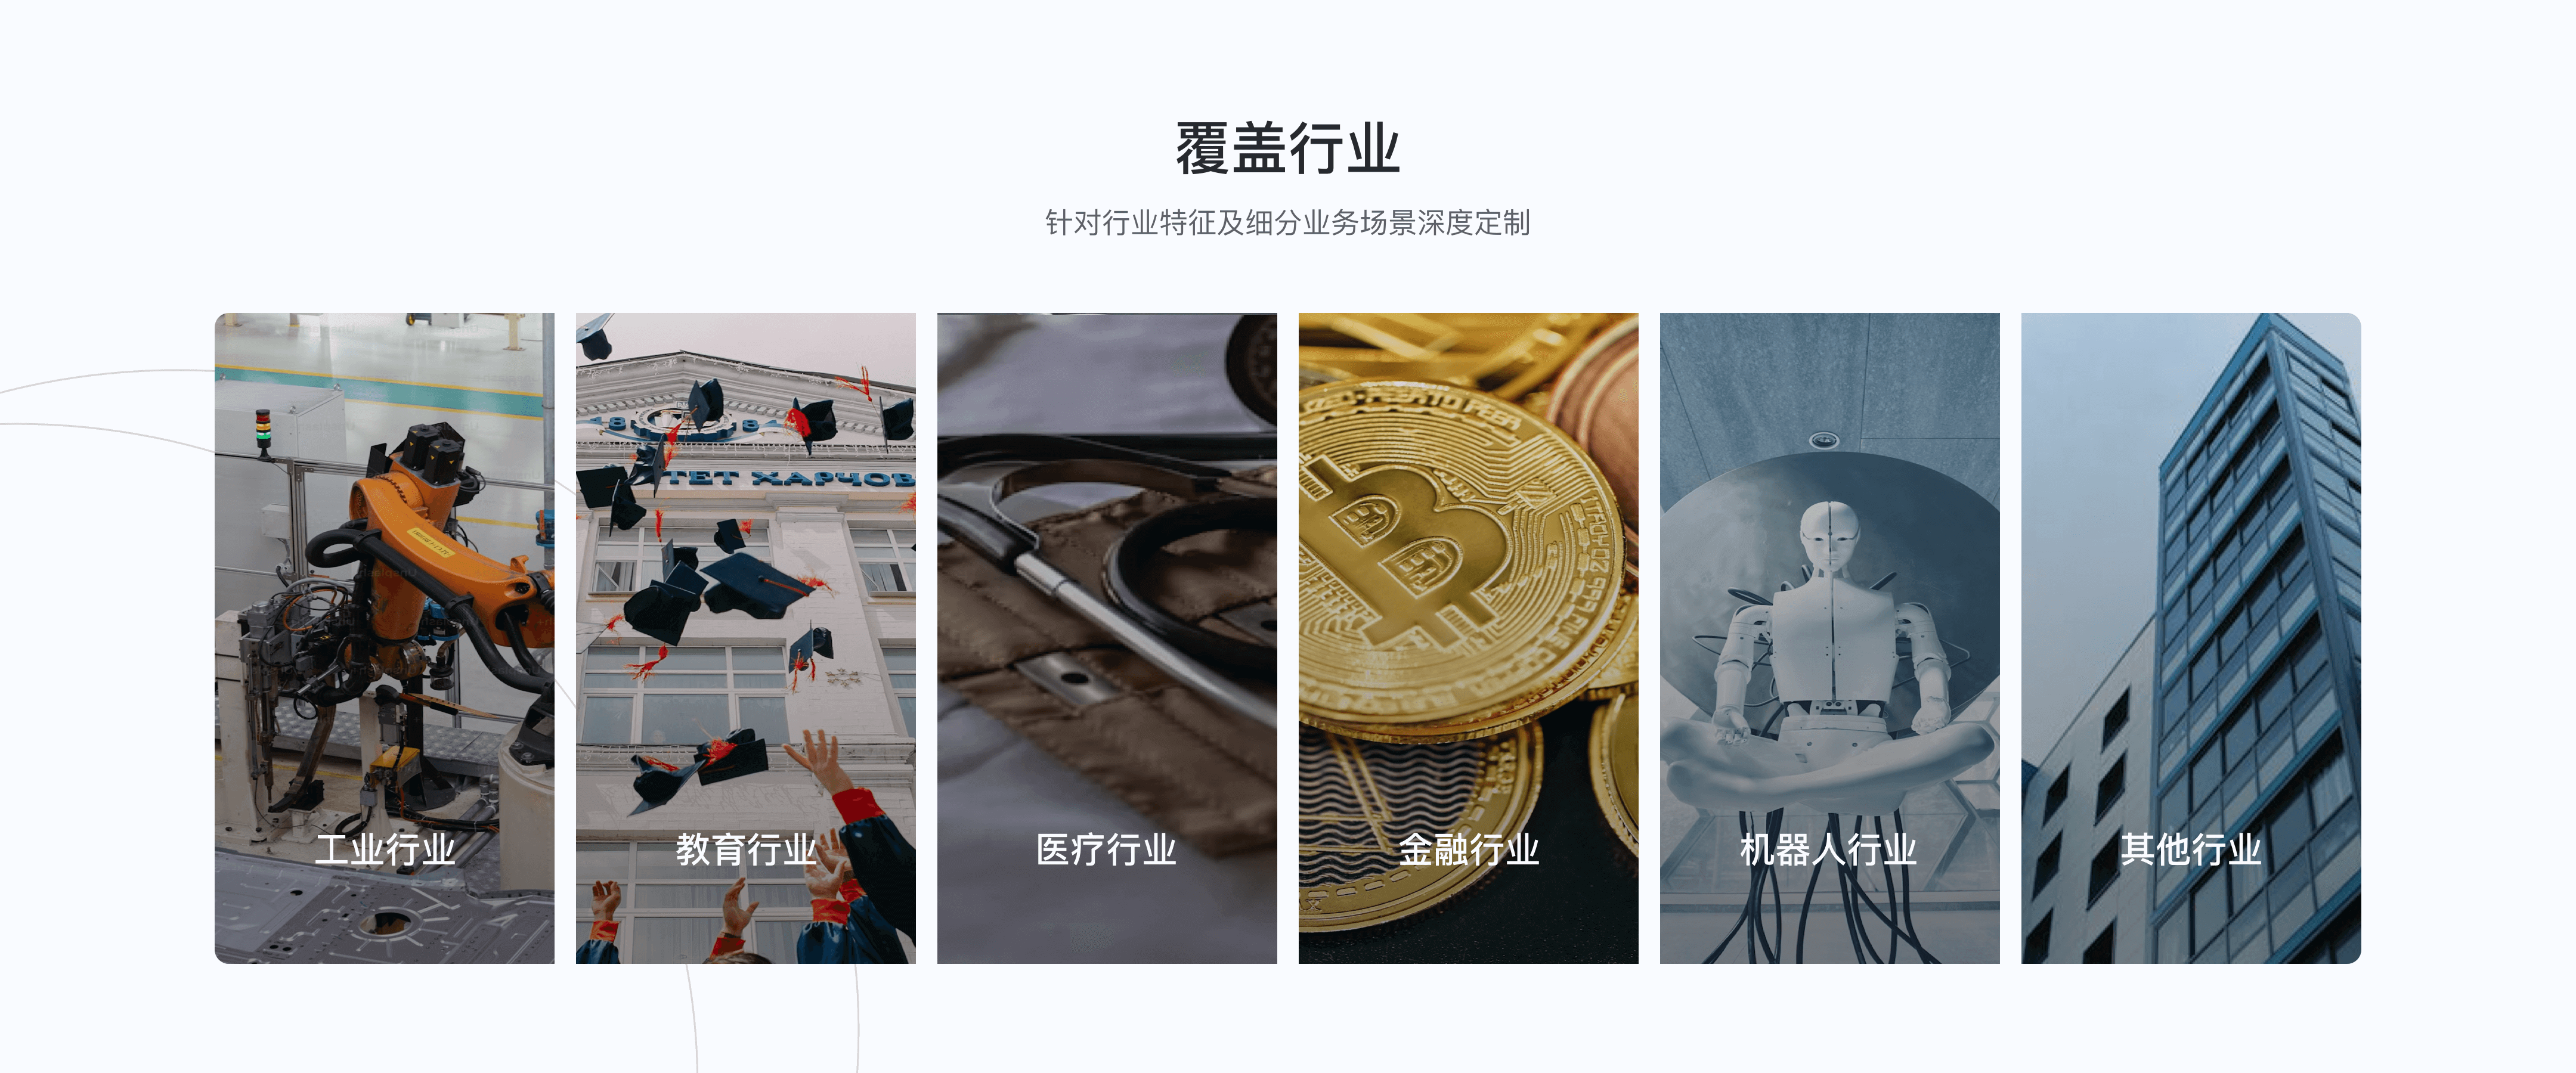 覆盖行业
针对行业特征及细分业务场景深度定制
ТЕТ ХАРЧОВ
工业行业
教育行业
医疗行业
金融行业
机器人行业
其他行业